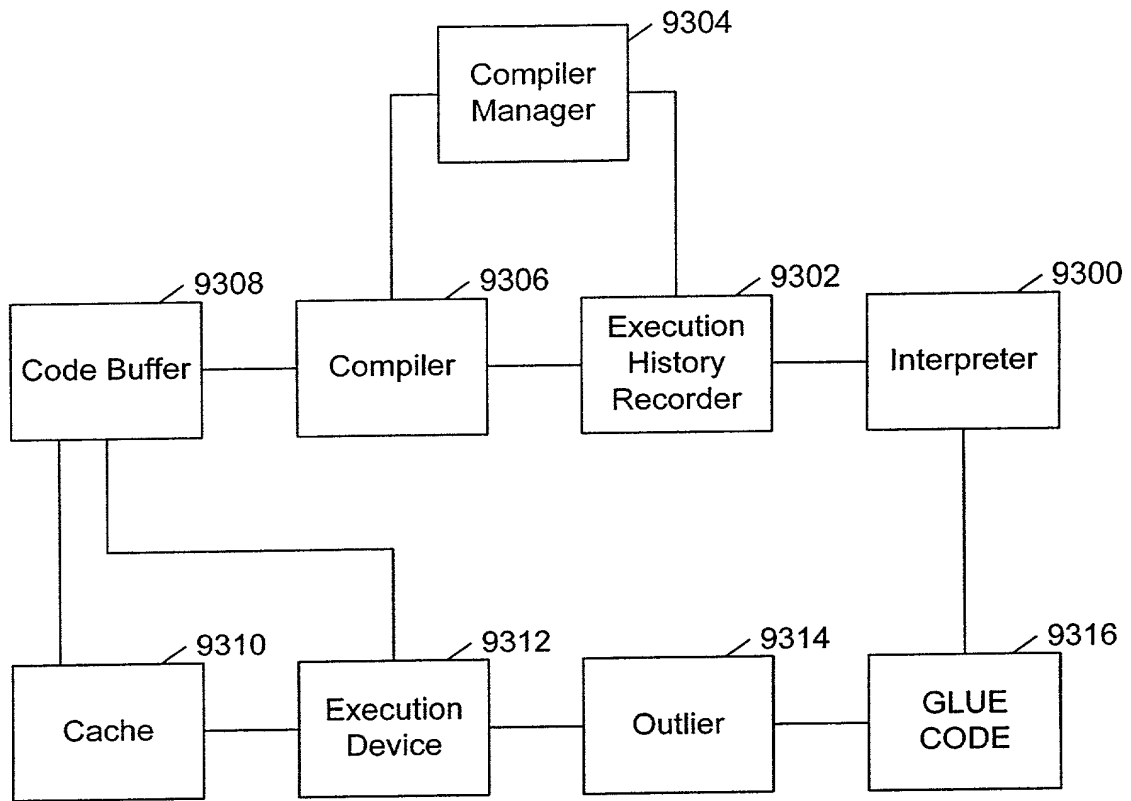 9304
Compiler
Manager
9308
9306
9302
9300
Code Buffer
Compiler
Execution
History
Recorder
Interpreter
9310
9312
9314
9316
Cache
Execution
Device
Outlier
GLUE
CODE